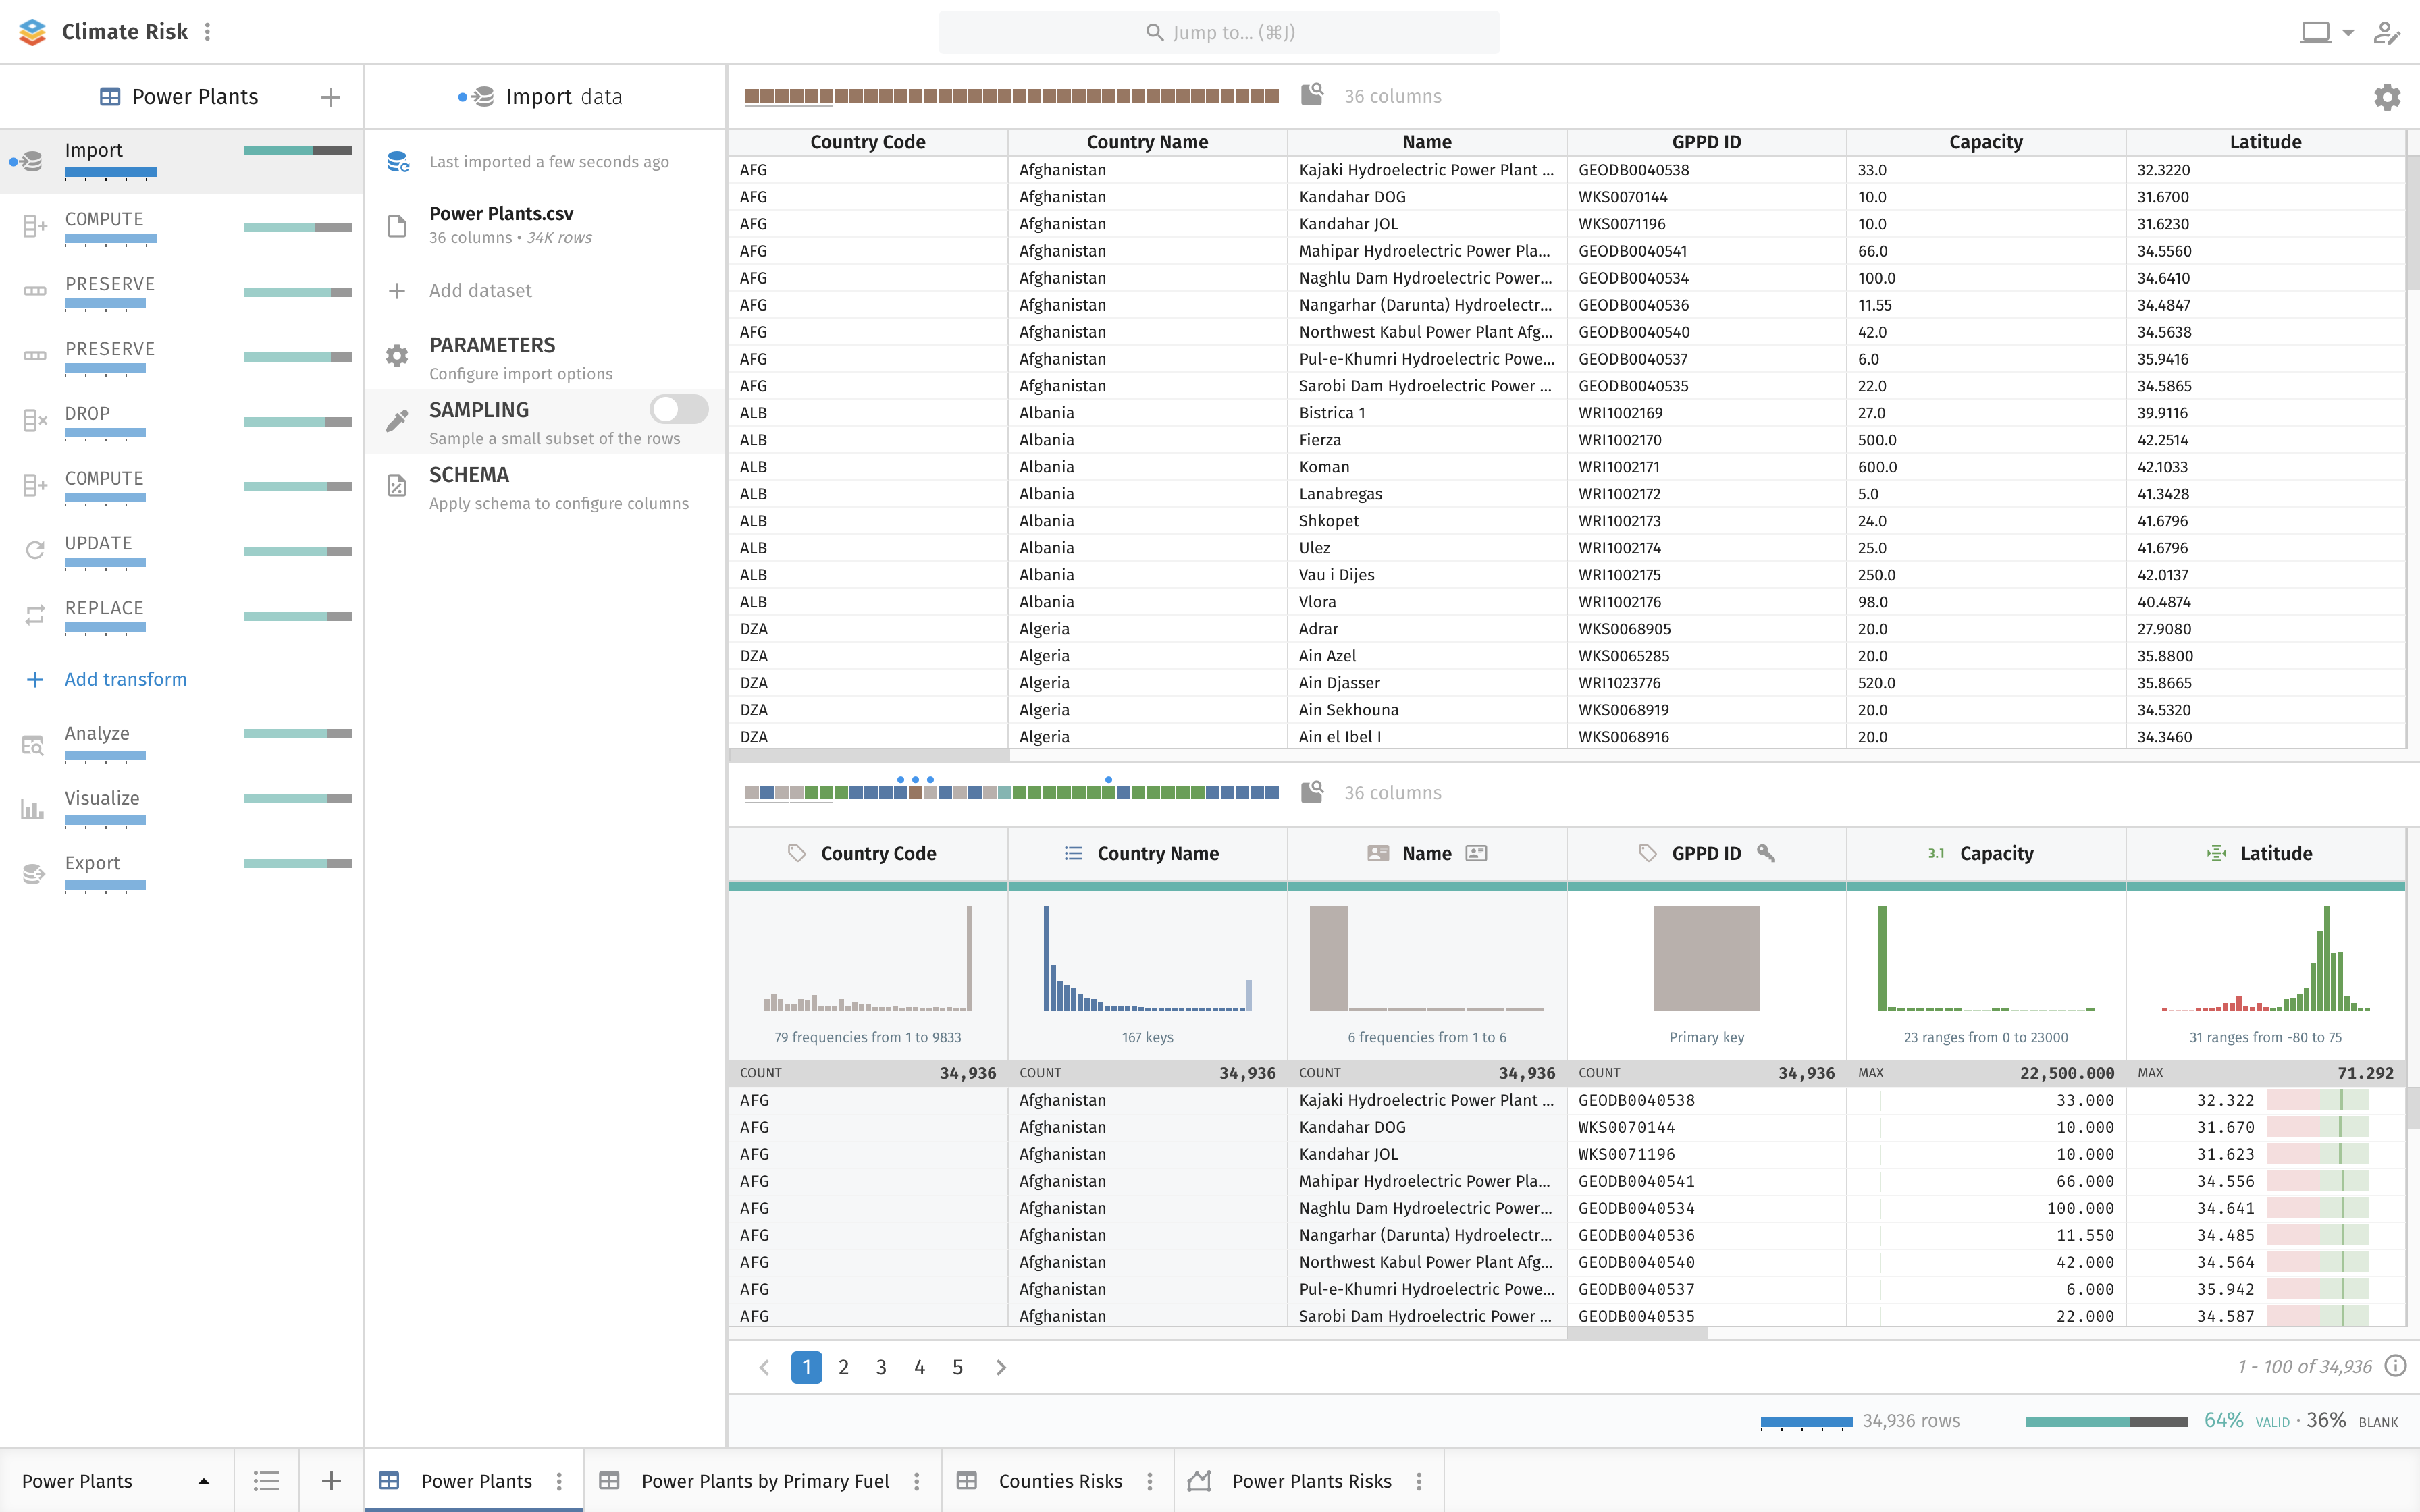 Climate Risk
Jump to... (⌘J)
Power Plants
Import data
36 columns
Import
COMPUTE
PRESERVE
PRESERVE
DROP
COMPUTE
UPDATE
REPLACE
Add transform
Analyze
Visualize
Export
Last imported a few seconds ago
Power Plants.csv
36 columns • 34K rows
Add dataset
PARAMETERS
Configure import options
SAMPLING
Sample a small subset of the rows
SCHEMA
Apply schema to configure columns
Country Code Country Name Name GPPD ID Capacity Latitude
AFG Afghanistan Kajaki Hydroelectric Power Plant ... GEODB0040538 33.0 32.3220
AFG Afghanistan Kandahar DOG WKS0070144 10.0 31.6700
AFG Afghanistan Kandahar JOL WKS0071196 10.0 31.6230
AFG Afghanistan Mahipar Hydroelectric Power Pla... GEODB0040541 66.0 34.5560
AFG Afghanistan Naghlu Dam Hydroelectric Power... GEODB0040534 100.0 34.6410
AFG Afghanistan Nangarhar (Darunta) Hydroelectr... GEODB0040536 11.55 34.4847
AFG Afghanistan Northwest Kabul Power Plant Afg... GEODB0040540 42.0 34.5638
AFG Afghanistan Pul-e-Khumri Hydroelectric Powe... GEODB0040537 6.0 35.9416
AFG Afghanistan Sarobi Dam Hydroelectric Power ... GEODB0040535 22.0 34.5865
ALB Albania Bistrica 1 WRI1002169 27.0 39.9116
ALB Albania Fierza WRI1002170 500.0 42.2514
ALB Albania Koman WRI1002171 600.0 42.1033
ALB Albania Lanabregas WRI1002172 5.0 41.3428
ALB Albania Shkopet WRI1002173 24.0 41.6796
ALB Albania Ulez WRI1002174 25.0 41.6796
ALB Albania Vau i Dijes WRI1002175 250.0 42.0137
ALB Albania Vlora WRI1002176 98.0 40.4874
DZA Algeria Adrar WKS0068905 20.0 27.9080
DZA Algeria Ain Azel WKS0065285 20.0 35.8800
DZA Algeria Ain Djasser WRI1023776 520.0 35.8665
DZA Algeria Ain Sekhouna WKS0068919 20.0 34.5320
DZA Algeria Ain el Ibel I WKS0068916 20.0 34.3460
36 columns
Country Code Country Name Name GPPD ID 3.1 Capacity Latitude
79 frequencies from 1 to 9833 167 keys 6 frequencies from 1 to 6 Primary key 23 ranges from 0 to 23000 31 ranges from -80 to 75
COUNT 34,936 COUNT 34,936 COUNT 34,936 COUNT 34,936 MAX 22,500.000 MAX 71.292
AFG Afghanistan Kajaki Hydroelectric Power Plant ... GEODB0040538 33.000 32.322
AFG Afghanistan Kandahar DOG WKS0070144 10.000 31.670
AFG Afghanistan Kandahar JOL WKS0071196 10.000 31.623
AFG Afghanistan Mahipar Hydroelectric Power Pla... GEODB0040541 66.000 34.556
AFG Afghanistan Naghlu Dam Hydroelectric Power... GEODB0040534 100.000 34.641
AFG Afghanistan Nangarhar (Darunta) Hydroelectr... GEODB0040536 11.550 34.485
AFG Afghanistan Northwest Kabul Power Plant Afg... GEODB0040540 42.000 34.564
AFG Afghanistan Pul-e-Khumri Hydroelectric Powe... GEODB0040537 6.000 35.942
AFG Afghanistan Sarobi Dam Hydroelectric Power ... GEODB0040535 22.000 34.587
1 2 3 4 5
1 - 100 of 34,936
34,936 rows
64% VALID • 36% BLANK
Power Plants
Power Plants
Power Plants by Primary Fuel
Counties Risks
Power Plants Risks